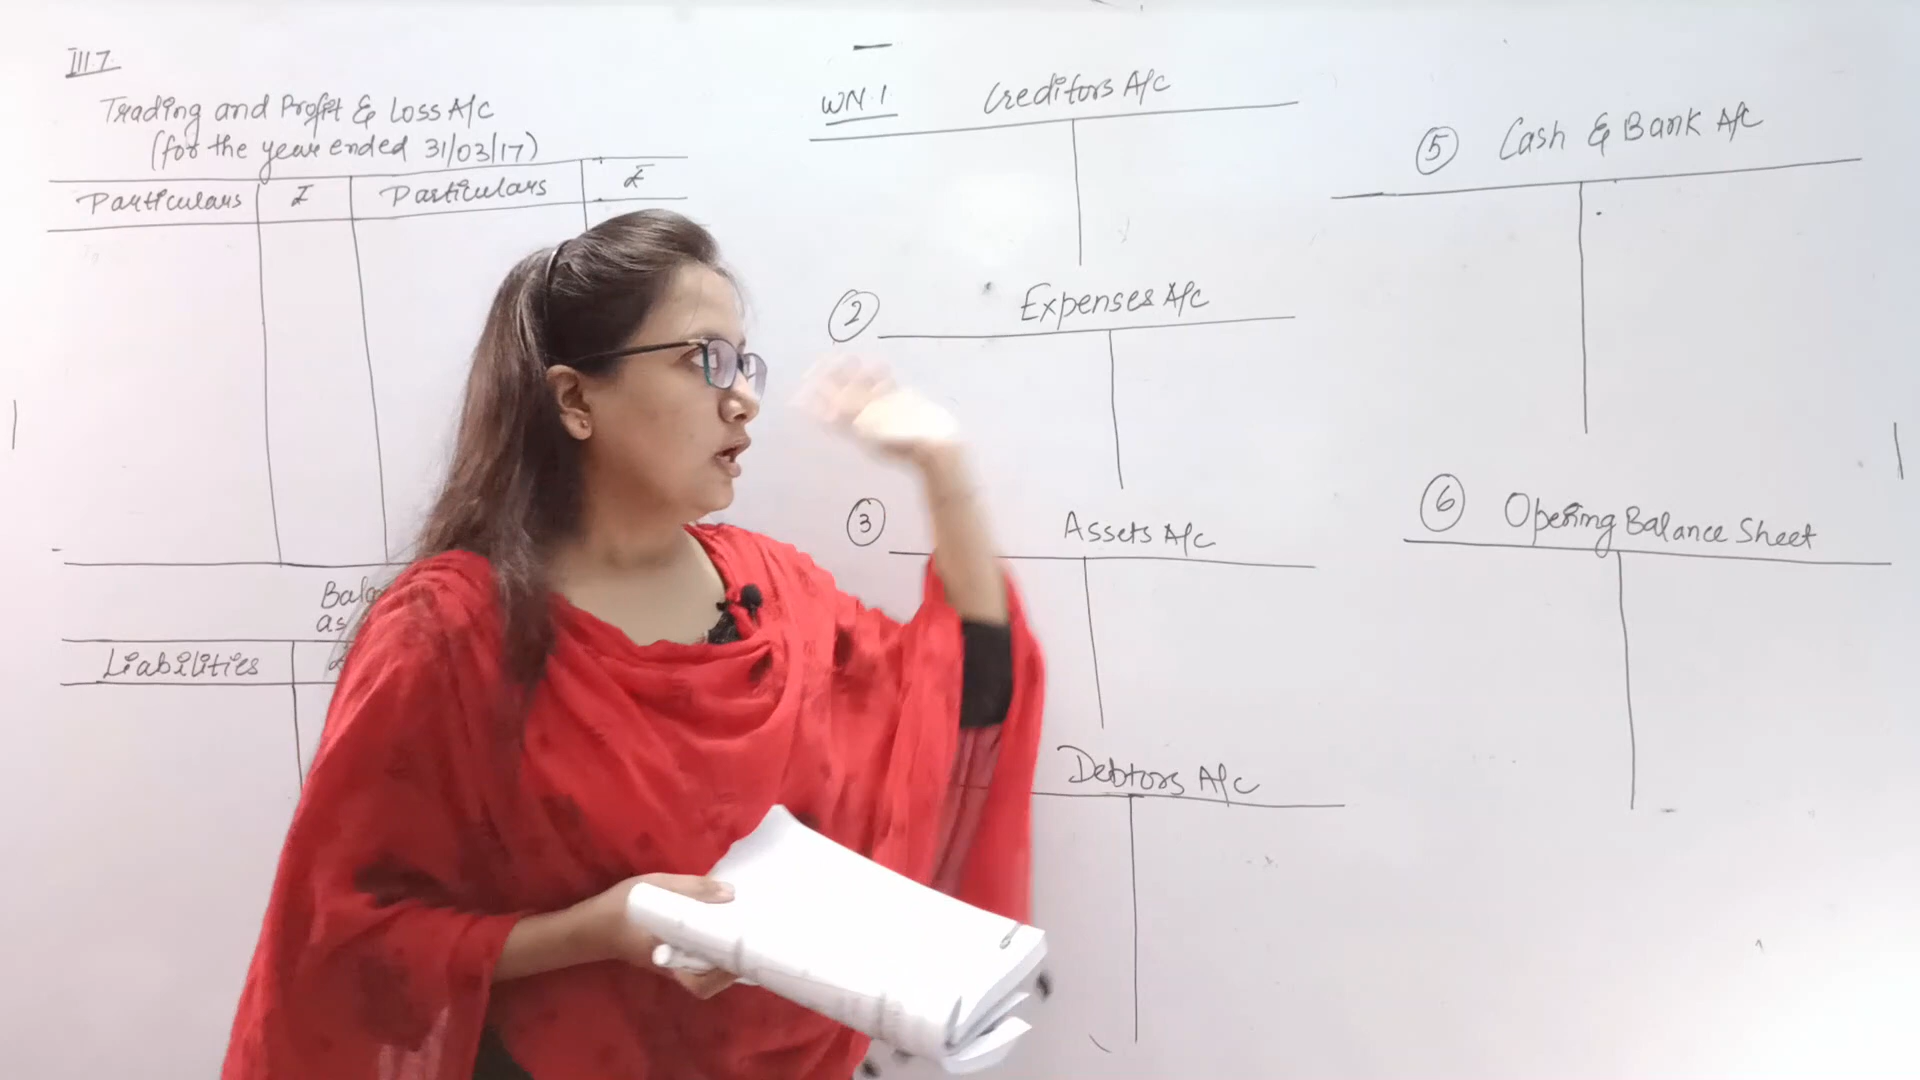 III.7
Trading and Profit & Loss A/c
(for the year ended 31/03/17)
Particulars ₹ Particulars ₹
Liabilities
WN.1 Creditors A/c
2 Expenses A/c
3 Assets A/c
Debtors A/c
5 Cash & Bank A/c
6 Opening Balance Sheet